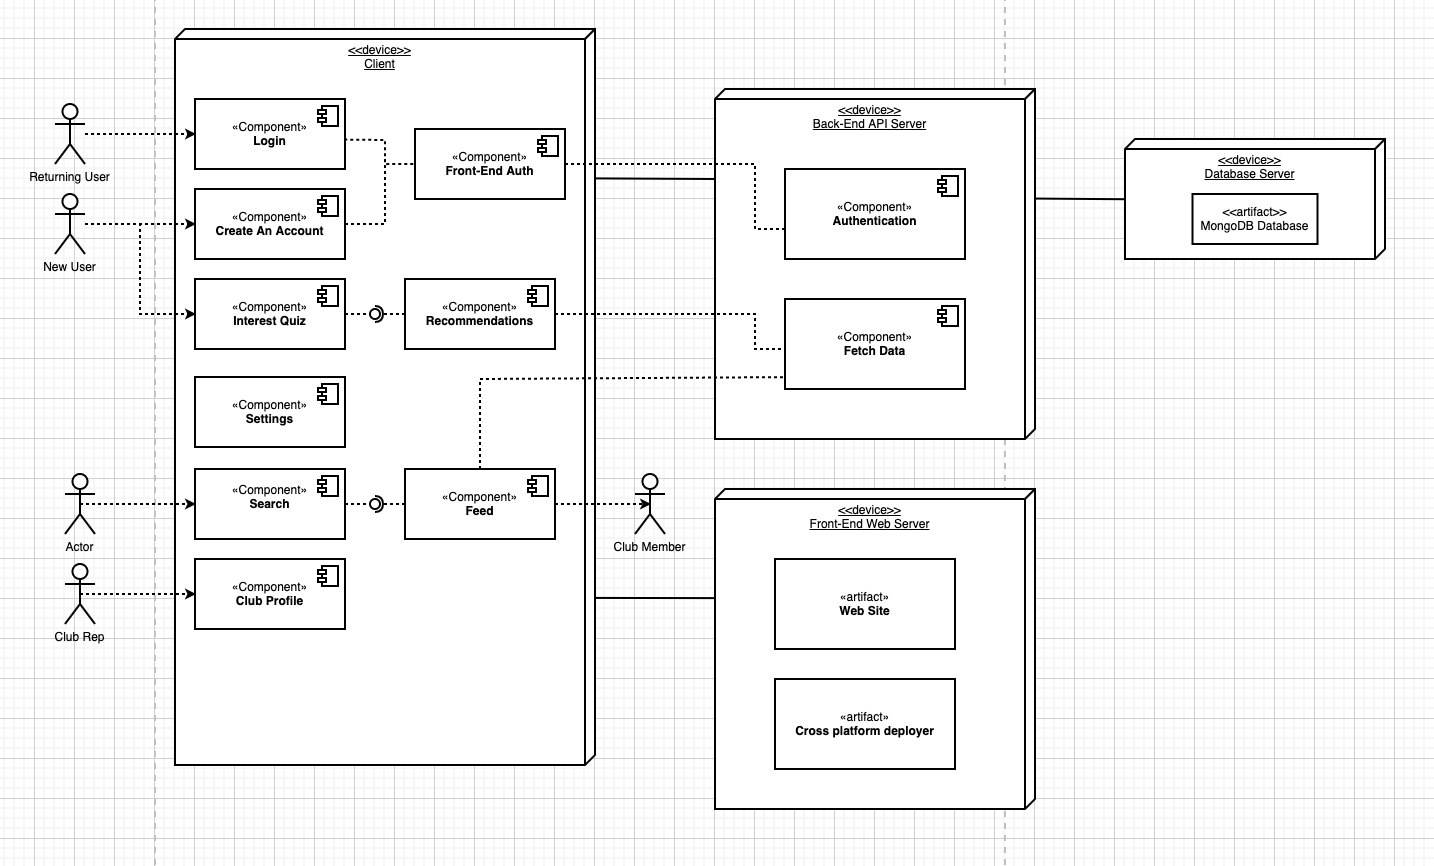 <<device>>
Client
Returning User
New User
Actor
Club Rep
«Component»
Login
«Component»
Create An Account
«Component»
Front-End Auth
«Component»
Interest Quiz
«Component»
Recommendations
«Component»
Settings
«Component»
Search
«Component»
Feed
«Component»
Club Profile
Club Member
<<device>>
Back-End API Server
«Component»
Authentication
«Component»
Fetch Data
<<device>>
Database Server
<<artifact>>
MongoDB Database
<<device>>
Front-End Web Server
«artifact»
Web Site
«artifact»
Cross platform deployer